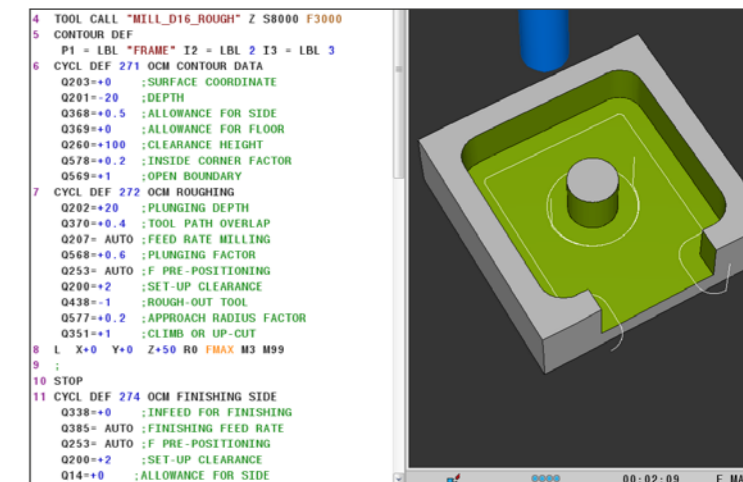 4 TOOL CALL "MILL_D16_ROUGH" Z S8000 F3000
5 CONTOUR DEF
P1 = LBL "FRAME" I2 = LBL 2 I3 = LBL 3
6 CYCL DEF 271 OCM CONTOUR DATA
Q203=+0 ;SURFACE COORDINATE
Q201=-20 ;DEPTH
Q368=+0.5 ;ALLOWANCE FOR SIDE
Q369=+0 ;ALLOWANCE FOR FLOOR
Q260=+100 ;CLEARANCE HEIGHT
Q578=+0.2 ;INSIDE CORNER FACTOR
Q569=+1 ;OPEN BOUNDARY
7 CYCL DEF 272 OCM ROUGHING
Q202=+20 ;PLUNGING DEPTH
Q370=+0.4 ;TOOL PATH OVERLAP
Q207= AUTO ;FEED RATE MILLING
Q568=+0.6 ;PLUNGING FACTOR
Q253= AUTO ;F PRE-POSITIONING
Q200=+2 ;SET-UP CLEARANCE
Q438=-1 ;ROUGH-OUT TOOL
Q577=+0.2 ;APPROACH RADIUS FACTOR
Q351=+1 ;CLIMB OR UP-CUT
8 L X+0 Y+0 Z+50 R0 FMAX M3 M99
9 ;
10 STOP
11 CYCL DEF 274 OCM FINISHING SIDE
Q338=+0 ;INFEED FOR FINISHING
Q385= AUTO ;FINISHING FEED RATE
Q253= AUTO ;F PRE-POSITIONING
Q200=+2 ;SET-UP CLEARANCE
Q14=+0 ;ALLOWANCE FOR SIDE
00:02:09 F MA